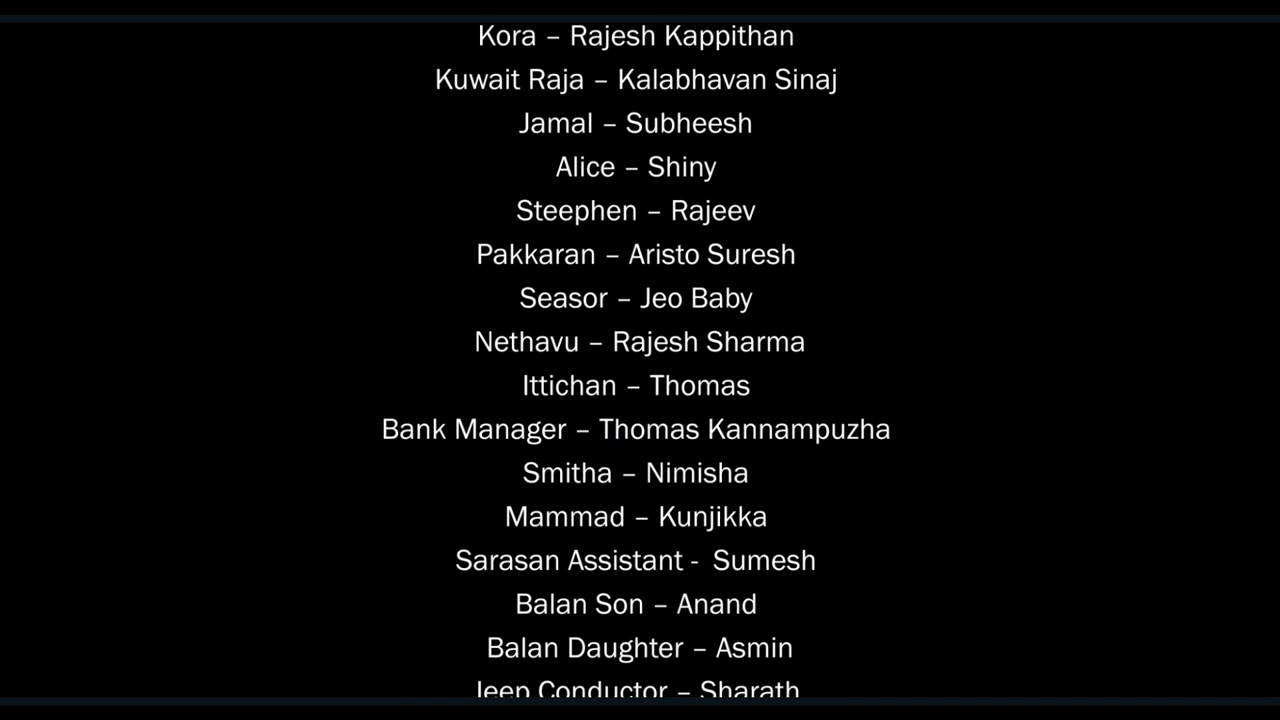 Kora – Rajesh Kappithan
Kuwait Raja – Kalabhavan Sinaj
Jamal – Subheesh
Alice – Shiny
Steephen – Rajeev
Pakkaran – Aristo Suresh
Seasor – Jeo Baby
Nethavu – Rajesh Sharma
Ittichan – Thomas
Bank Manager – Thomas Kannampuzha
Smitha – Nimisha
Mammad – Kunjikka
Sarasan Assistant - Sumesh
Balan Son – Anand
Balan Daughter – Asmin
Jeep Conductor – Sharath